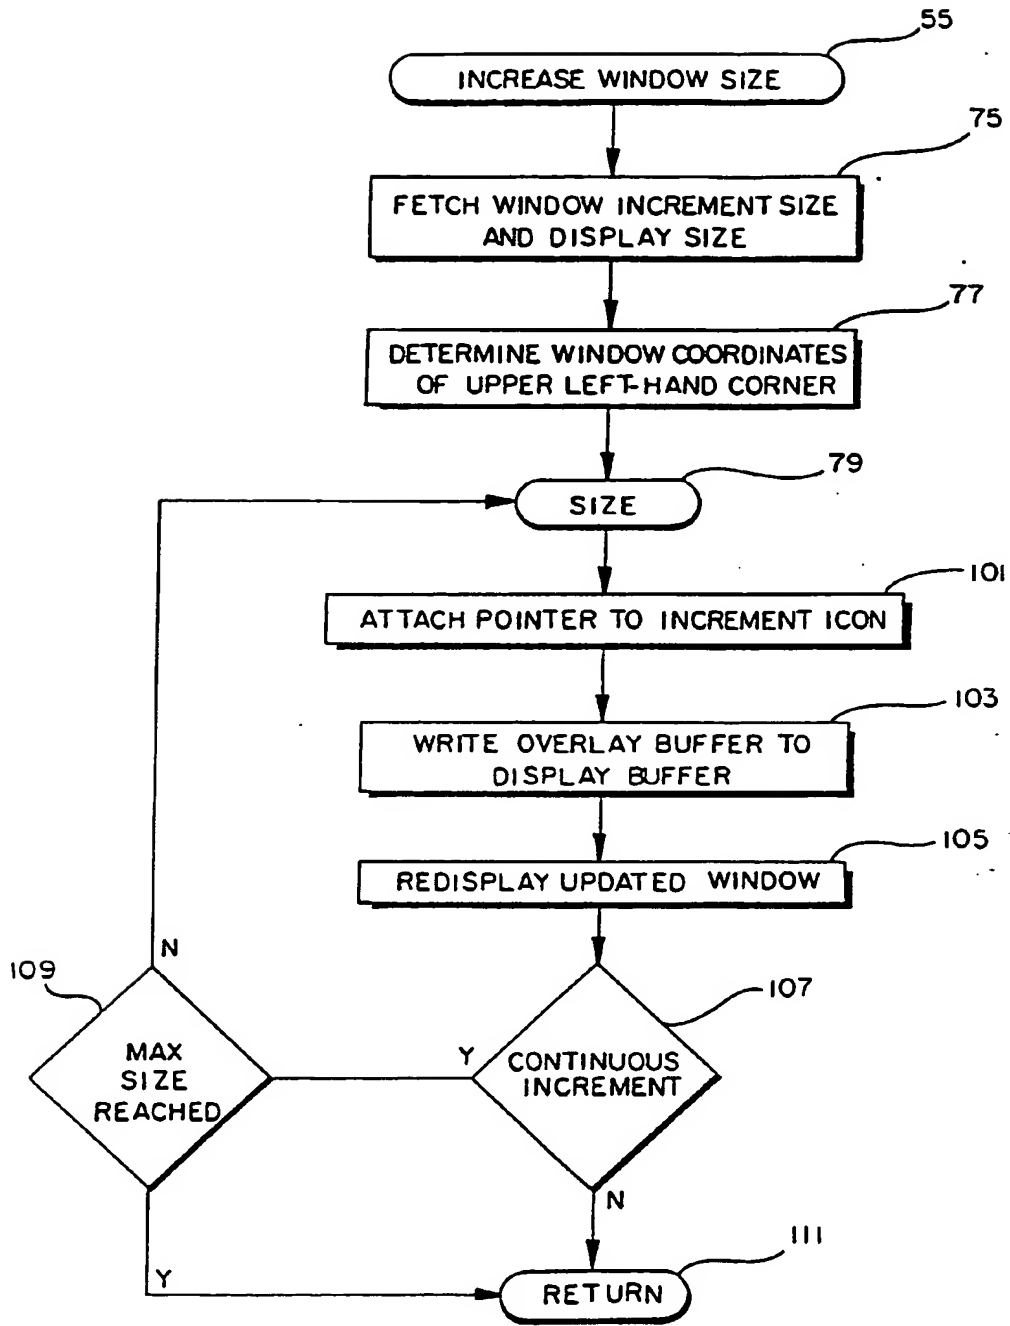 55
INCREASE WINDOW SIZE
75
FETCH WINDOW INCREMENT SIZE
AND DISPLAY SIZE
77
DETERMINE WINDOW COORDINATES
OF UPPER LEFT-HAND CORNER
79
SIZE
101
ATTACH POINTER TO INCREMENT ICON
103
WRITE OVERLAY BUFFER TO
DISPLAY BUFFER
105
REDISPLAY UPDATED WINDOW
N
109
107
MAX
SIZE
REACHED
Y
CONTINUOUS
INCREMENT
N
111
Y
RETURN